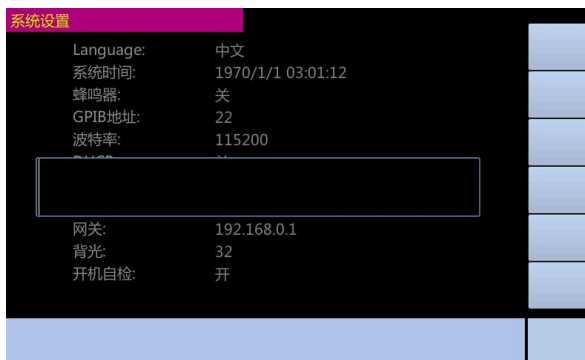 系统设置
Language: 中文
系统时间: 1970/1/1 03:01:12
蜂鸣器: 关
GPIB地址: 22
波特率: 115200
网关: 192.168.0.1
背光: 32
开机自检: 开